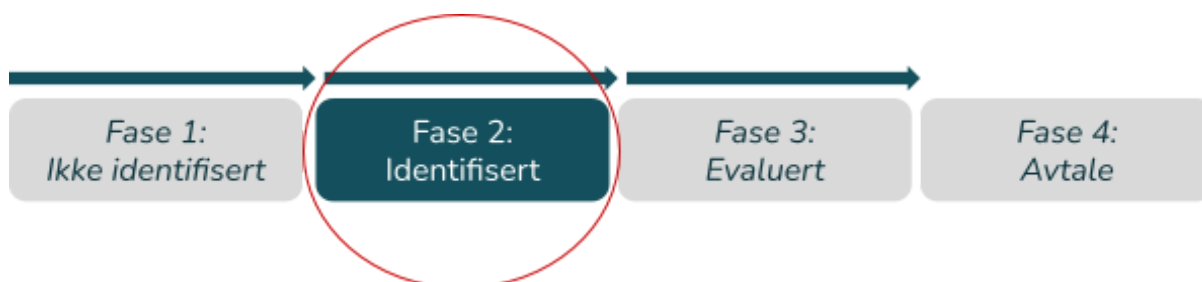 Fase 1:
Ikke identifisert
Fase 2:
Identifisert
Fase 3:
Evaluert
Fase 4:
Avtale